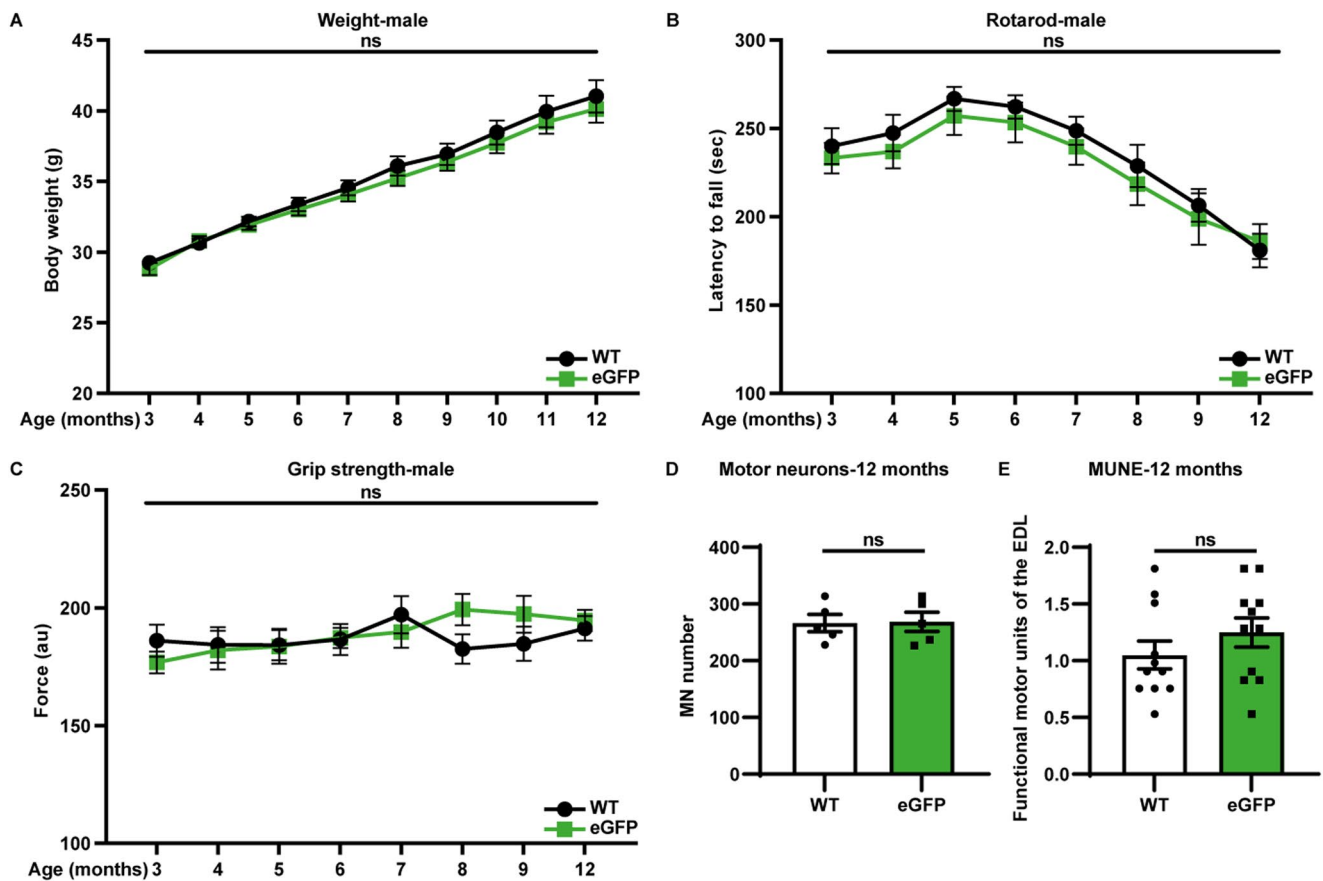 A
Weight-male
ns
Body weight (g)
45
40
35
30
25
20
WT
eGFP
Age (months) 3 4 5 6 7 8 9 10 11 12
B
Rotarod-male
ns
Latency to fall (sec)
300
250
200
150
100
WT
eGFP
Age (months) 3 4 5 6 7 8 9 12
C
Grip strength-male
ns
Force (au)
250
200
150
100
WT
eGFP
Age (months) 3 4 5 6 7 8 9 12
D
Motor neurons-12 months
ns
MN number
400
300
200
100
0
WT eGFP
E
MUNE-12 months
ns
Functional motor units of the EDL
2.0
1.5
1.0
0.5
0.0
WT eGFP